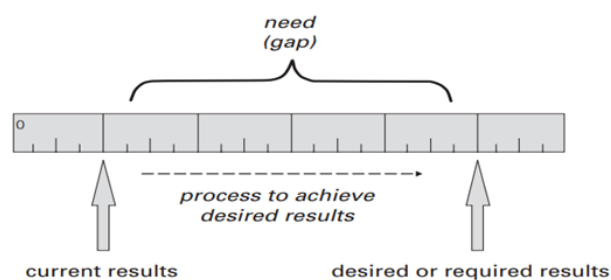 need
(gap)
0
process to achieve
desired results
current results
desired or required results